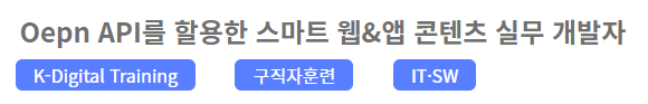 Oepn API를 할용한 스마트 웹&앱 콘텐츠 실무 개발자
K-Digital Training 구직자훈련 IT·SW